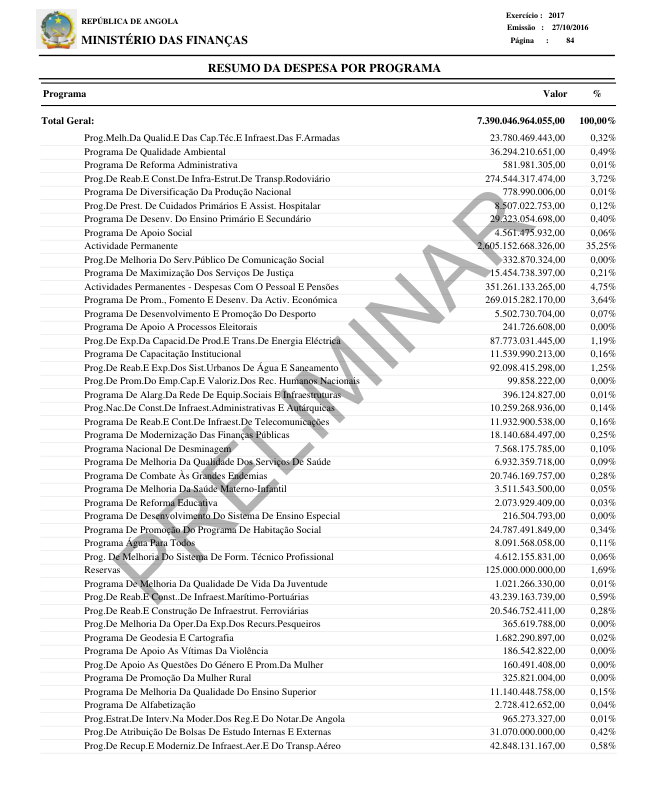 REPÚBLICA DE ANGOLA
MINISTÉRIO DAS FINANÇAS
Exercício : 2017
Emissão : 27/10/2016
Página : 84
RESUMO DA DESPESA POR PROGRAMA
Programa Valor %
Total Geral: 7.390.046.964.055,00 100,00%
Prog.Melh.Da Qualid.E Das Cap.Téc.E Infraest.Das F.Armadas 23.780.469.443,00 0,32%
Programa De Qualidade Ambiental 36.294.210.651,00 0,49%
Programa De Reforma Administrativa 581.981.305,00 0,01%
Prog.De Reab.E Const.De Infra-Estrut.De Transp.Rodoviário 274.544.317.474,00 3,72%
Programa De Diversificação Da Produção Nacional 778.990.006,00 0,01%
Prog.De Prest. De Cuidados Primários E Assist. Hospitalar 8.507.022.753,00 0,12%
Programa De Desenv. Do Ensino Primário E Secundário 29.323.054.698,00 0,40%
Programa De Apoio Social 4.561.475.932,00 0,06%
Actividade Permanente 2.605.152.668.326,00 35,25%
Prog.De Melhoria Do Serv.Público De Comunicação Social 332.870.324,00 0,00%
Programa De Maximização Dos Serviços De Justiça 15.454.738.397,00 0,21%
Actividades Permanentes - Despesas Com O Pessoal E Pensões 351.261.133.265,00 4,75%
Programa De Prom., Fomento E Desenv. Da Activ. Económica 269.015.282.170,00 3,64%
Programa De Desenvolvimento E Promoção Do Desporto 5.502.730.704,00 0,07%
Programa De Apoio A Processos Eleitorais 241.726.608,00 0,00%
Prog.De Exp.Da Capacid.De Prod.E Trans.De Energia Eléctrica 87.773.031.445,00 1,19%
Programa De Capacitação Institucional 11.539.990.213,00 0,16%
Prog.De Reab.E Exp.Dos Sist.Urbanos De Água E Saneamento 92.098.415.298,00 1,25%
Prog.De Prom.Do Emp.Cap.E Valoriz.Dos Rec. Humanos Nacionais 99.858.222,00 0,00%
Programa De Alarg.Da Rede De Equip.Sociais E Infraestruturas 396.124.827,00 0,01%
Prog.Nac.De Const.De Infraest.Administrativas E Autárquicas 10.259.268.936,00 0,14%
Programa De Reab.E Cont.De Infraest.De Telecomunicações 11.932.900.538,00 0,16%
Programa De Modernização Das Finanças Públicas 18.140.684.497,00 0,25%
Programa Nacional De Desminagem 7.568.175.785,00 0,10%
Programa De Melhoria Da Qualidade Dos Serviços De Saúde 6.932.359.718,00 0,09%
Programa De Combate Às Grandes Endemias 20.746.169.757,00 0,28%
Programa De Melhoria Da Saúde Materno-Infantil 3.511.543.500,00 0,05%
Programa De Reforma Educativa 2.073.929.409,00 0,03%
Programa De Desenvolvimento Do Sistema De Ensino Especial 216.504.793,00 0,00%
Programa De Promoção Do Programa De Habitação Social 24.787.491.849,00 0,34%
Programa Água Para Todos 8.091.568.058,00 0,11%
Prog. De Melhoria Do Sistema De Form. Técnico Profissional 4.612.155.831,00 0,06%
Reservas 125.000.000.000,00 1,69%
Programa De Melhoria Da Qualidade De Vida Da Juventude 1.021.266.330,00 0,01%
Prog.De Reab.E Const..De Infraest.Marítimo-Portuárias 43.239.163.739,00 0,59%
Prog.De Reab.E Construção De Infraestrut. Ferroviárias 20.546.752.411,00 0,28%
Prog.De Melhoria Da Oper.Da Exp.Dos Recurs.Pesqueiros 365.619.788,00 0,00%
Programa De Geodesia E Cartografia 1.682.290.897,00 0,02%
Programa De Apoio As Vítimas Da Violência 186.542.822,00 0,00%
Prog.De Apoio As Questões Do Género E Prom.Da Mulher 160.491.408,00 0,00%
Programa De Promoção Da Mulher Rural 325.821.004,00 0,00%
Programa De Melhoria Da Qualidade Do Ensino Superior 11.140.448.758,00 0,15%
Programa De Alfabetização 2.728.412.652,00 0,04%
Prog.Estrat.De Interv.Na Moder.Dos Reg.E Do Notar.De Angola 965.273.327,00 0,01%
Prog.De Atribuição De Bolsas De Estudo Internas E Externas 31.070.000.000,00 0,42%
Prog.De Recup.E Moderniz.De Infraest.Aer.E Do Transp.Aéreo 42.848.131.167,00 0,58%
PRELIMINAR